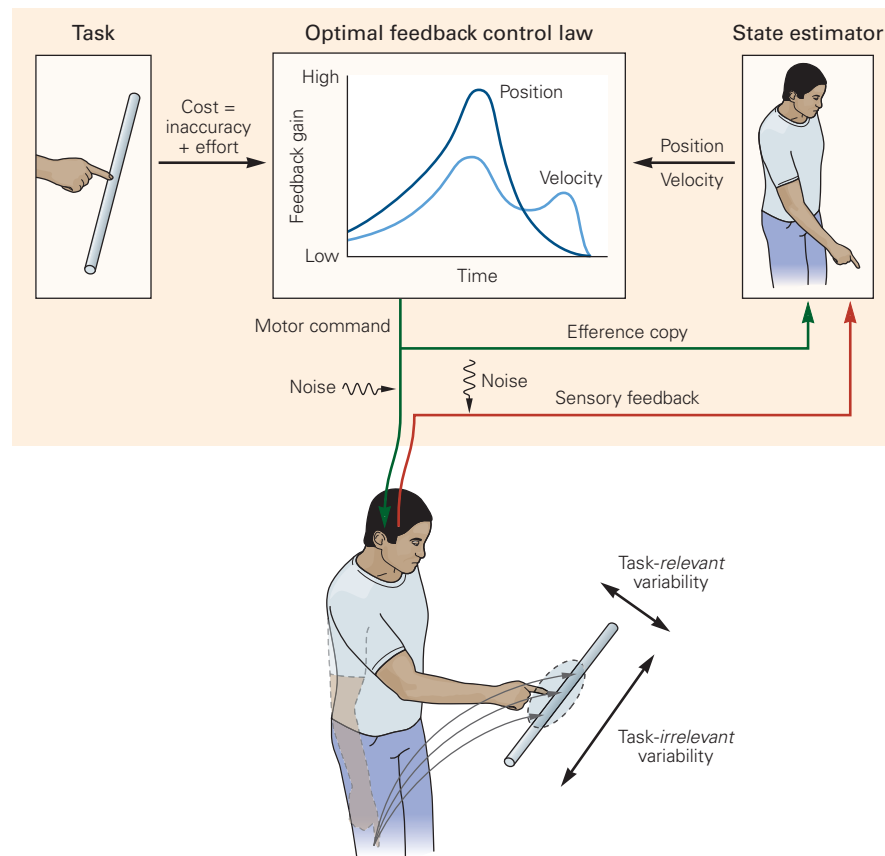 Task
Optimal feedback control law
State estimator
Cost =
inaccuracy
+ effort
High
Feedback gain
Low
Position
Velocity
Time
Position
Velocity
Motor command
Efference copy
Noise
Noise
Sensory feedback
Task-relevant
variability
Task-irrelevant
variability